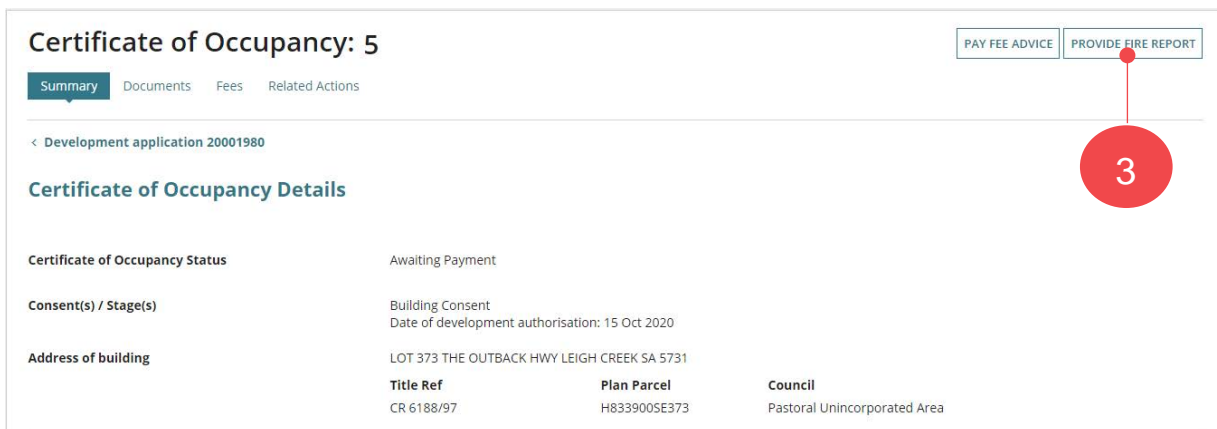 Certificate of Occupancy: 5
PAY FEE ADVICE PROVIDE FIRE REPORT
Summary Documents Fees Related Actions
< Development application 20001980
3
Certificate of Occupancy Details
Certificate of Occupancy Status Awaiting Payment
Consent(s) / Stage(s) Building Consent
Date of development authorisation: 15 Oct 2020
Address of building LOT 373 THE OUTBACK HWY LEIGH CREEK SA 5731
Title Ref Plan Parcel Council
CR 6188/97 H833900SE373 Pastoral Unincorporated Area